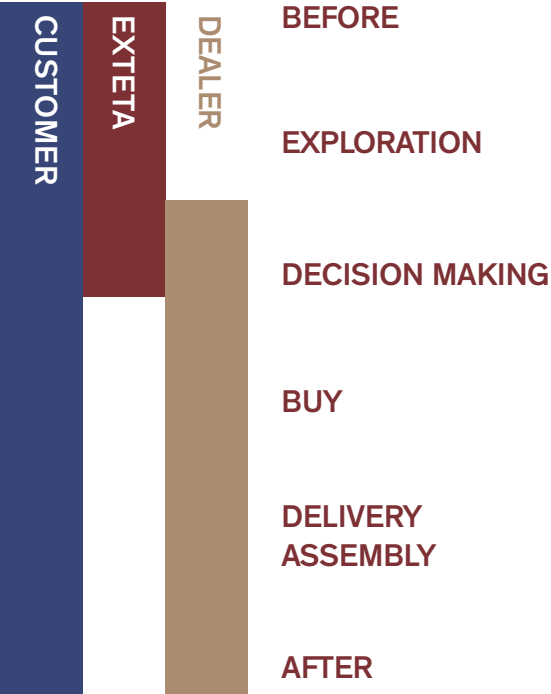 CUSTOMER
EXTETA
DEALER
BEFORE
EXPLORATION
DECISION MAKING
BUY
DELIVERY
ASSEMBLY
AFTER